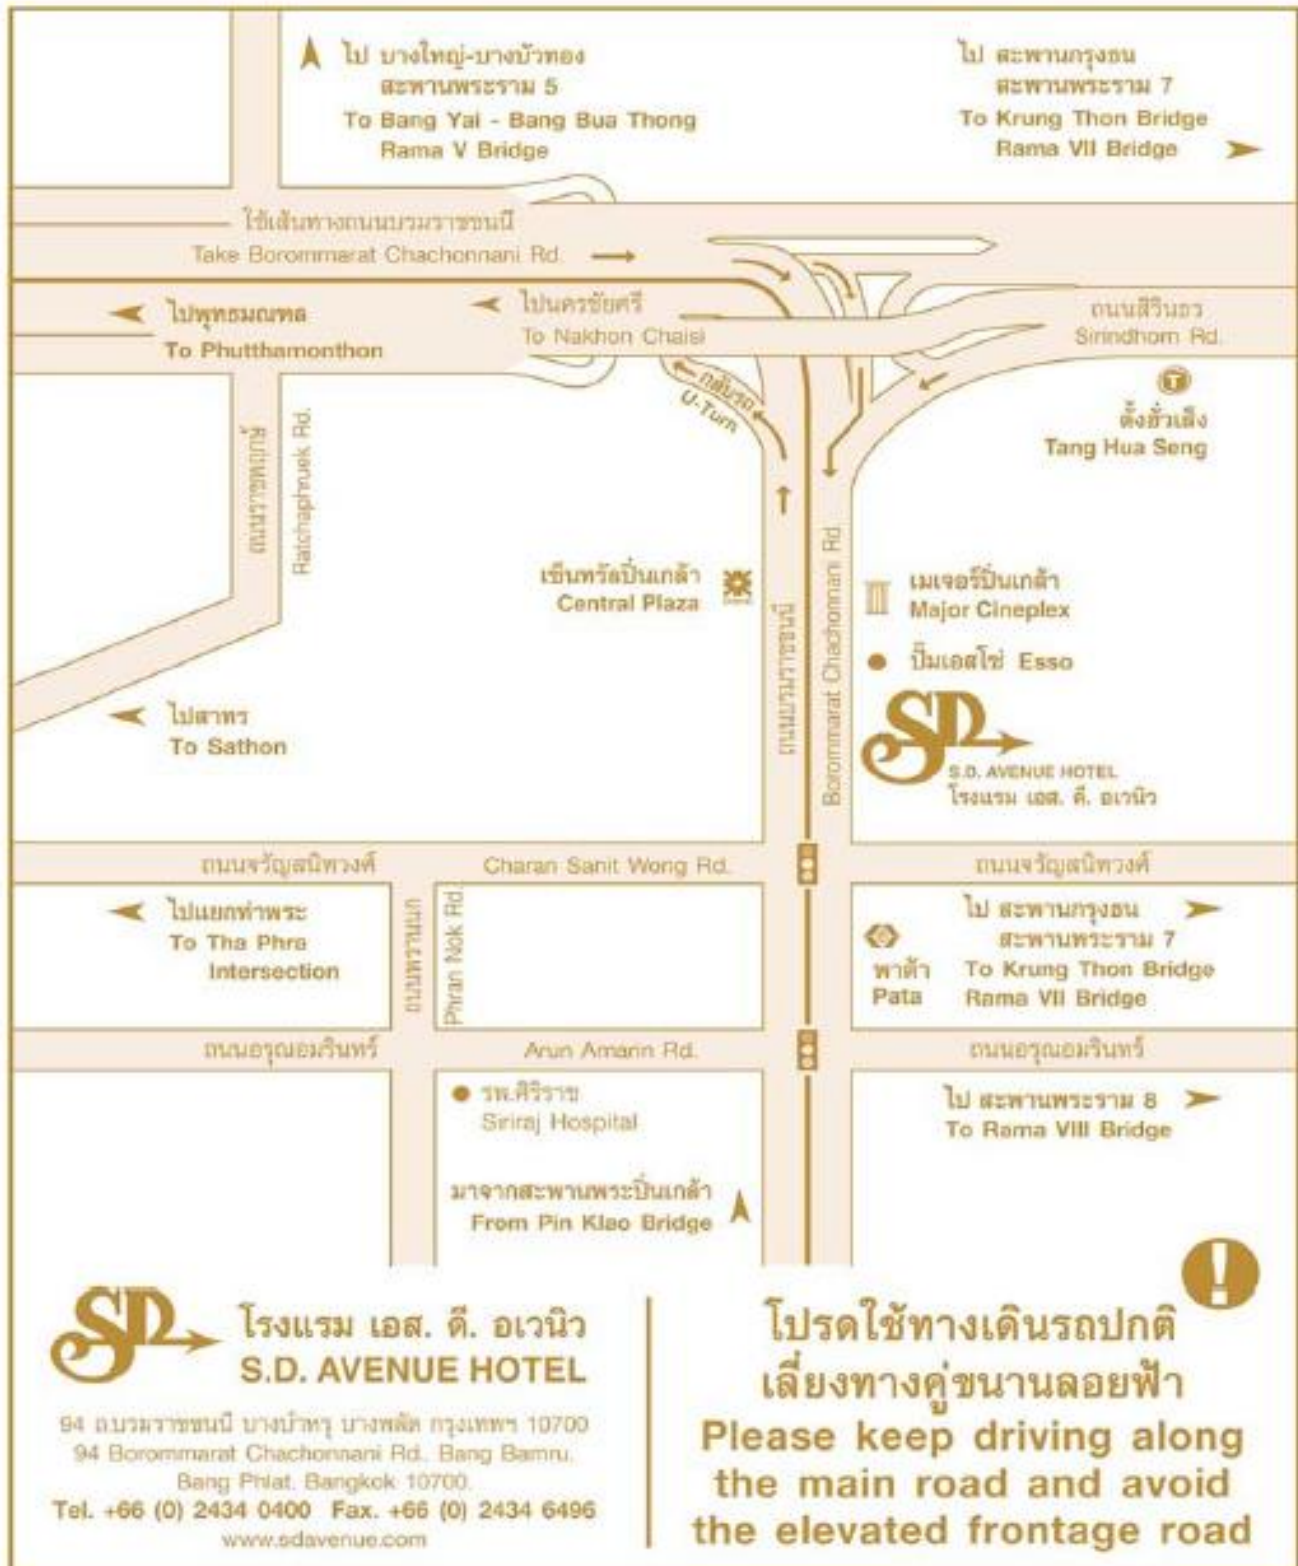 ไป บางใหญ่-บางบัวทอง
สะพานพระราม 5
To Bang Yai - Bang Bua Thong
Rama V Bridge
ไป สะพานกรุงธน
สะพานพระราม 7
To Krung Thon Bridge
Rama VII Bridge
ใช้เส้นทางถนนบรมราชชนนี
Take Borommarat Chachonnani Rd.
ไปพุทธมณฑล
To Phutthamonthon
ไปนครชัยศรี
To Nakhon Chaisi
ถนนสิรินธร
Sirindhorn Rd.
กลับรถ
U-Turn
T
ตั้งฮั่วเส็ง
Tang Hua Seng
ถนนราชพฤกษ์
Ratchaphruek Rd.
เซ็นทรัลปิ่นเกล้า
Central Plaza
เมเจอร์ปิ่นเกล้า
Major Cineplex
ปั๊มเอสโซ่ Esso
ถนนบรมราชชนนี
Borommarat Chachonnani Rd.
SD
S.D. AVENUE HOTEL
โรงแรม เอส. ดี. อเวนิว
ไปสาทร
To Sathon
ถนนจรัญสนิทวงศ์
Charan Sanit Wong Rd.
ถนนจรัญสนิทวงศ์
ไปแยกท่าพระ
To Tha Phra
Intersection
ถนนพรานนก
Phran Nok Rd.
พาต้า
Pata
ไป สะพานกรุงธน
สะพานพระราม 7
To Krung Thon Bridge
Rama VII Bridge
ถนนอรุณอมรินทร์
Arun Amarin Rd.
ถนนอรุณอมรินทร์
รพ.ศิริราช
Siriraj Hospital
ไป สะพานพระราม 8
To Rama VIII Bridge
มาจากสะพานพระปิ่นเกล้า
From Pin Klao Bridge
SD
โรงแรม เอส. ดี. อเวนิว
S.D. AVENUE HOTEL
94 ถ.บรมราชชนนี บางบำหรุ บางพลัด กรุงเทพฯ 10700
94 Borommarat Chachonnani Rd., Bang Bamru,
Bang Phlat, Bangkok 10700.
Tel. +66 (0) 2434 0400 Fax. +66 (0) 2434 6496
www.sdavenue.com
!
โปรดใช้ทางเดินรถปกติ
เลี่ยงทางคู่ขนานลอยฟ้า
Please keep driving along
the main road and avoid
the elevated frontage road